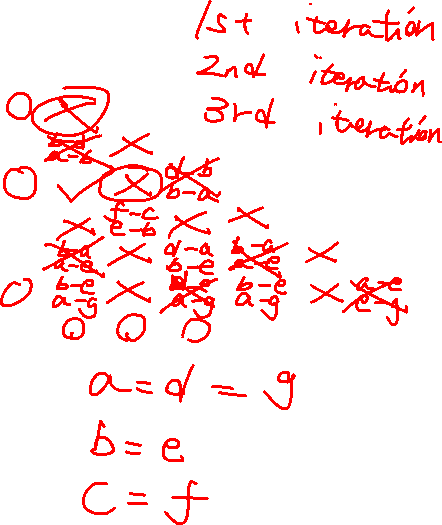 1st iteration
2nd iteration
3rd iteration
d-b
b-a
f-c
e-b
b-a d-a b-a
a-e b-e a-e
b-e b-e a-e
a-g a-g a-g e-g
a=d=g
b=e
c=f